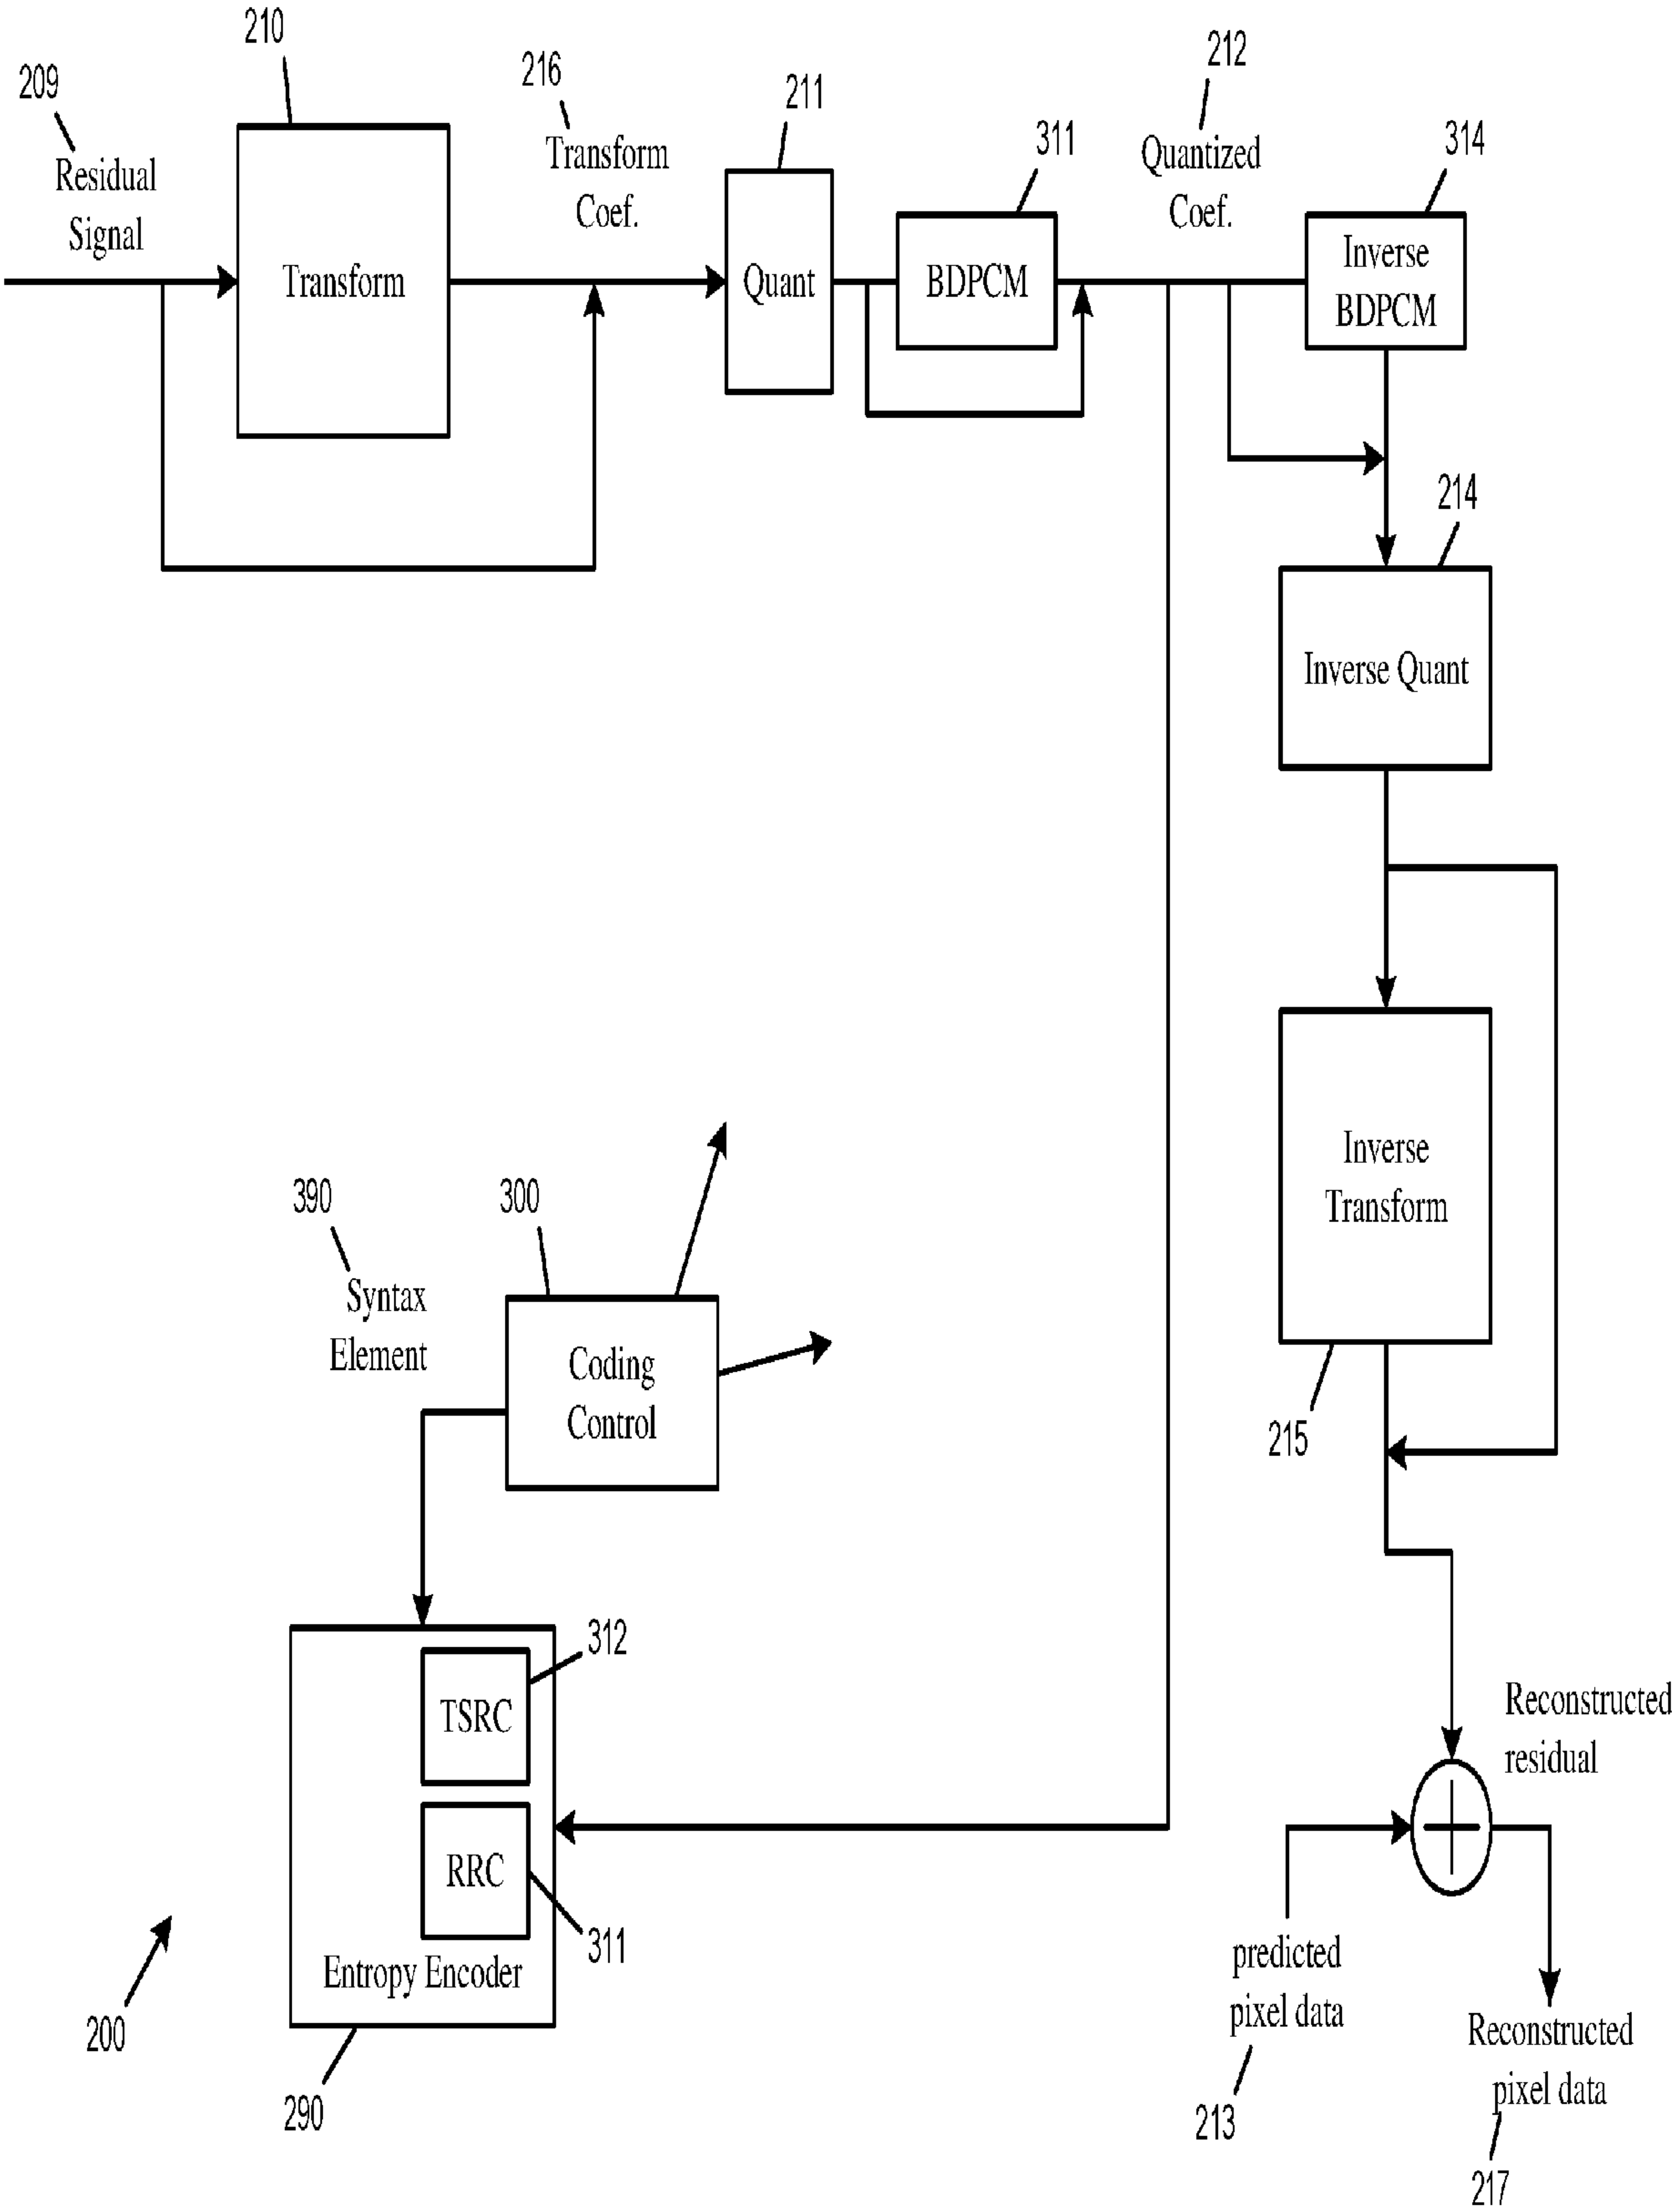 210
209
Residual
Signal
Transform
216
Transform
Coef.
211
Quant
311
BDPCM
212
Quantized
Coef.
314
Inverse
BDPCM
214
Inverse Quant
Inverse
Transform
215
390
Syntax
Element
300
Coding
Control
312
TSRC
RRC
311
Entropy Encoder
290
200
Reconstructed
residual
predicted
pixel data
213
Reconstructed
pixel data
217